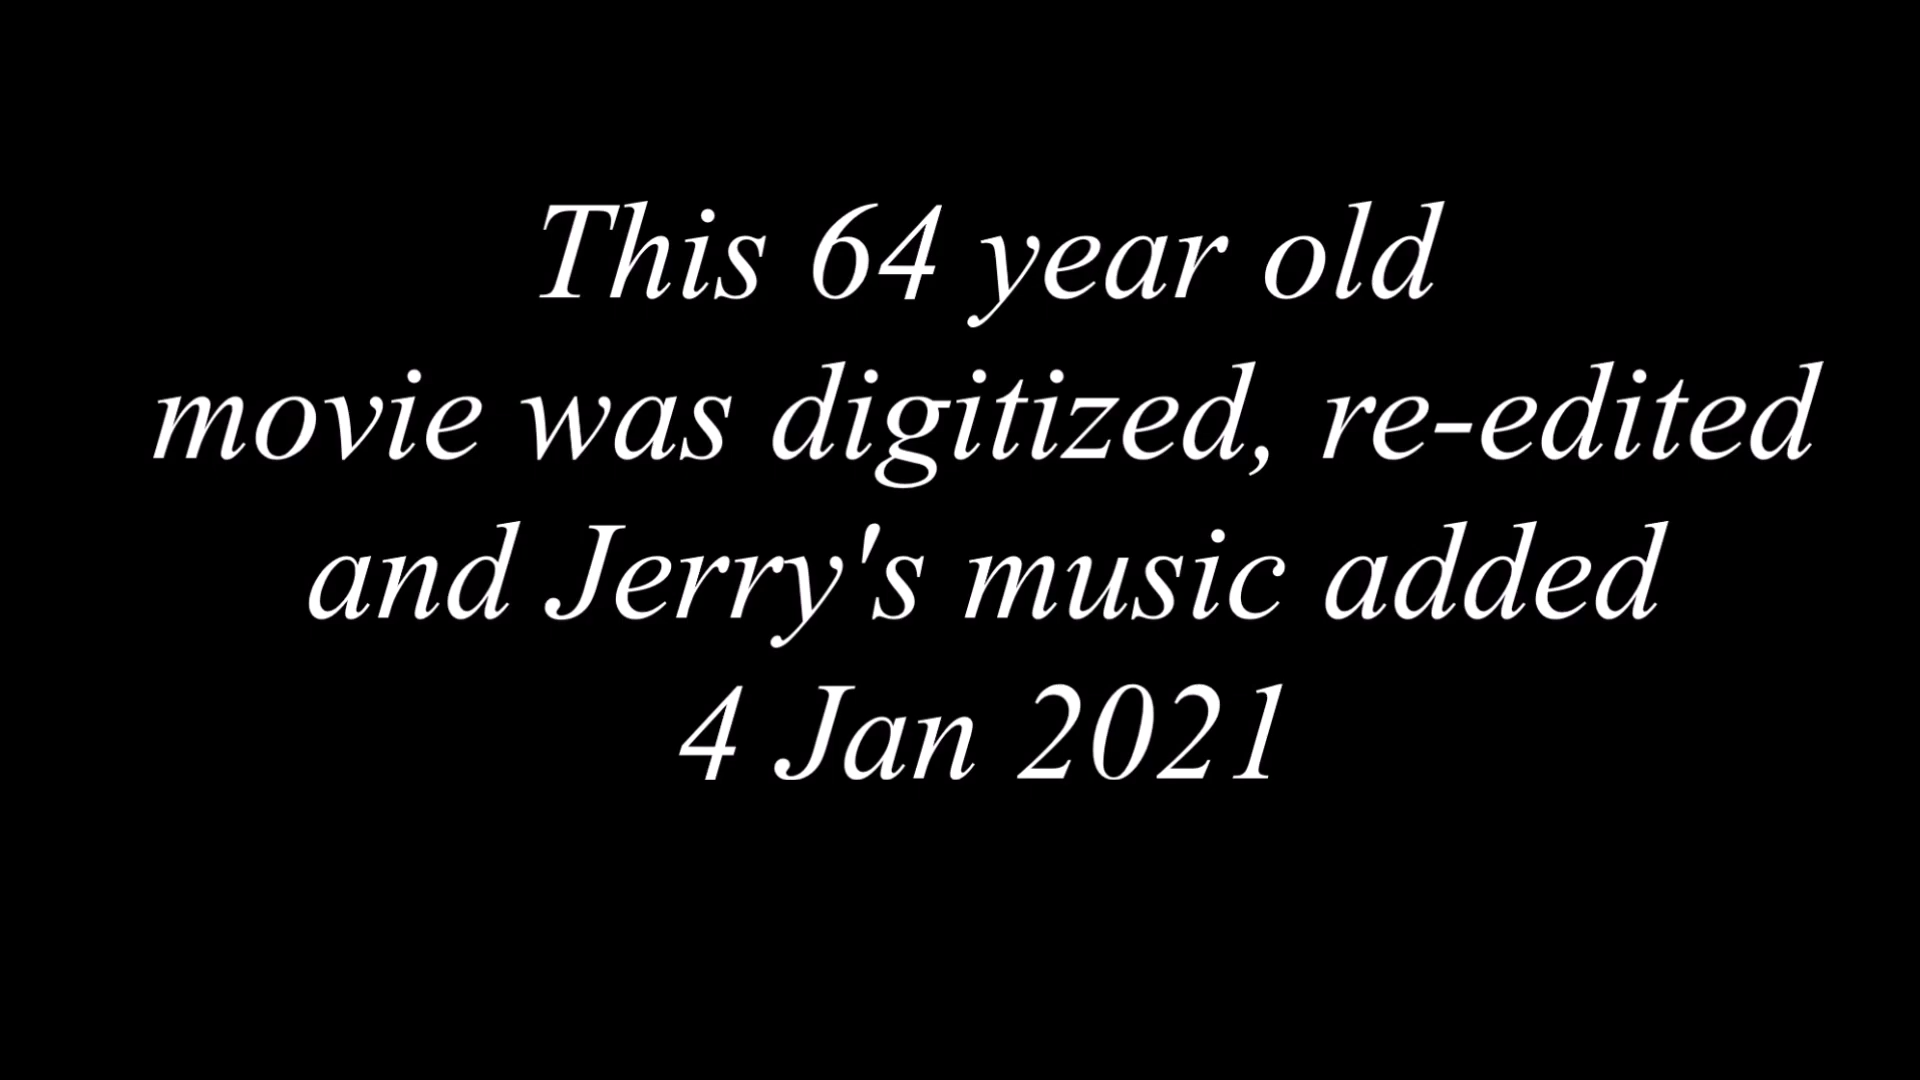 This 64 year old
movie was digitized, re-edited
and Jerry's music added
4 Jan 2021